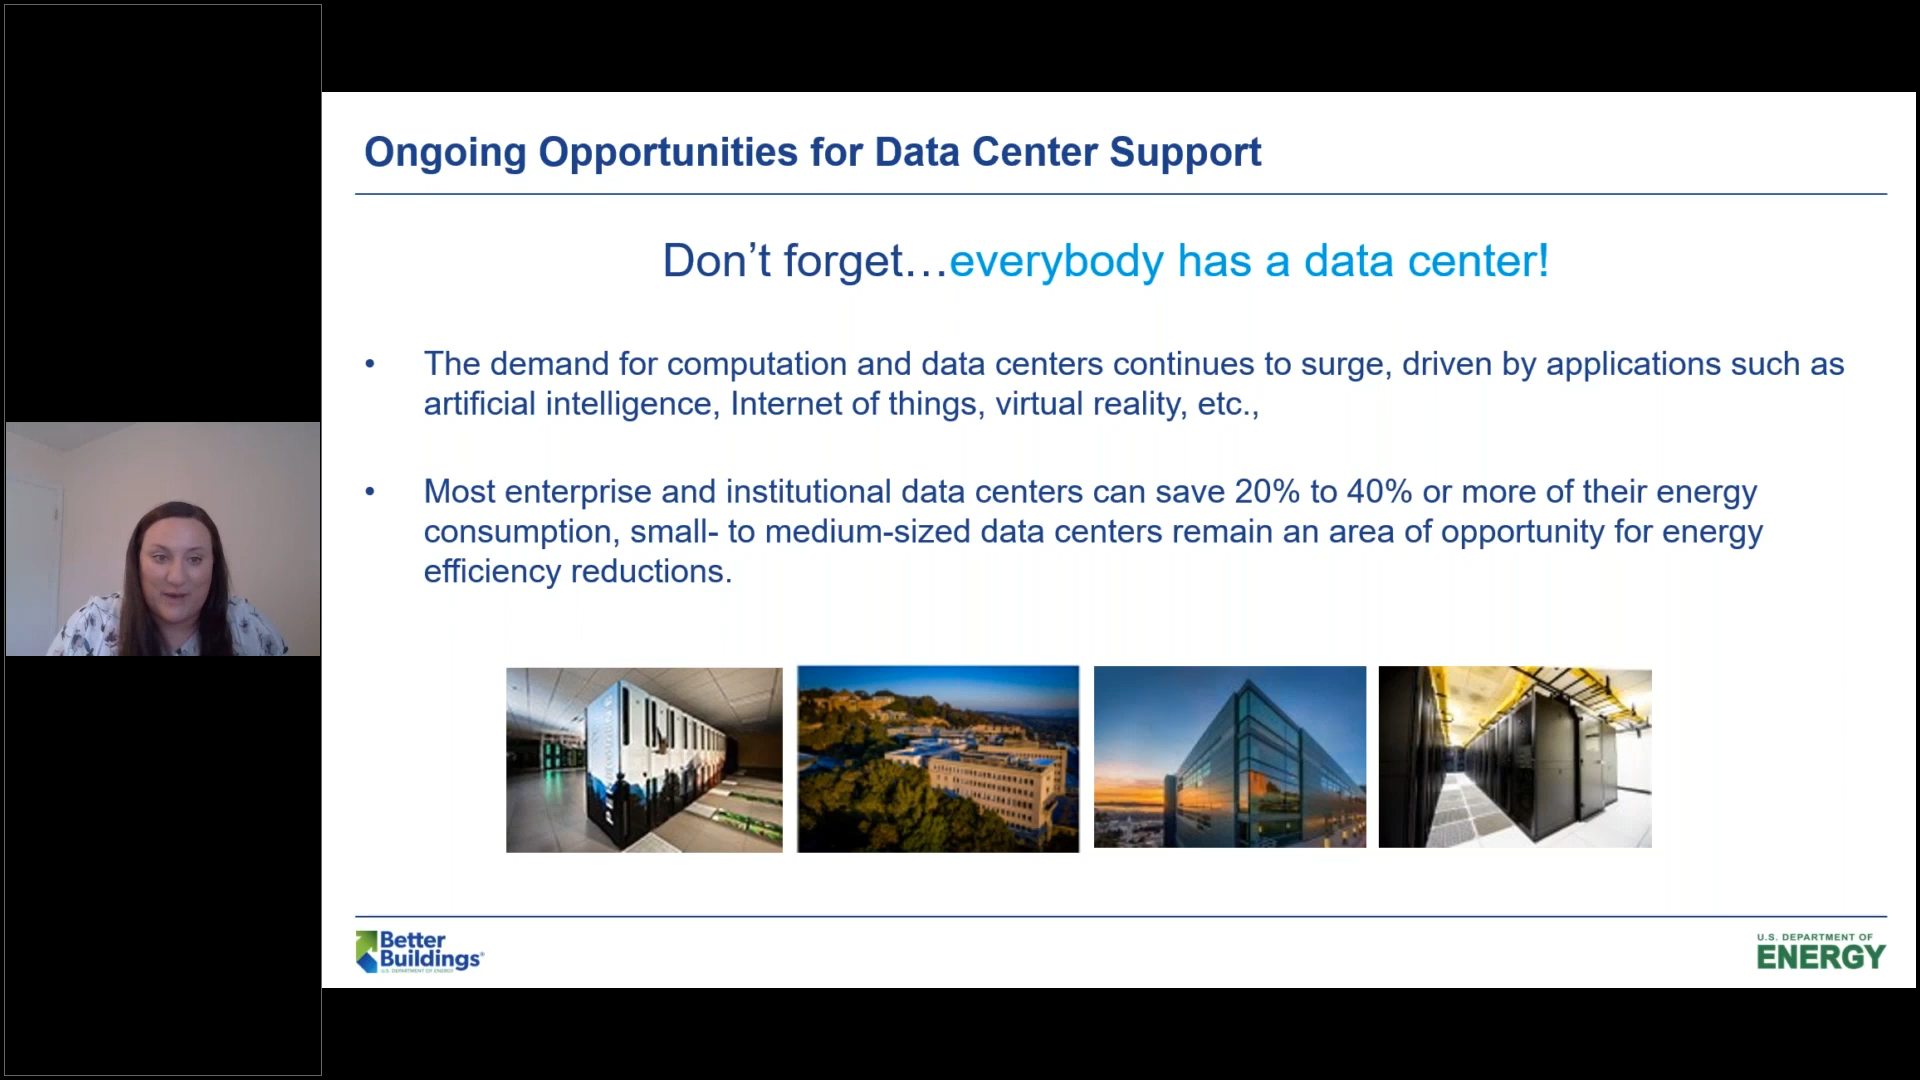 Ongoing Opportunities for Data Center Support
Don’t forget…everybody has a data center!
• The demand for computation and data centers continues to surge, driven by applications such as
artificial intelligence, Internet of things, virtual reality, etc.,
• Most enterprise and institutional data centers can save 20% to 40% or more of their energy
consumption, small- to medium-sized data centers remain an area of opportunity for energy
efficiency reductions.
Better
Buildings®
U.S. DEPARTMENT OF ENERGY
U.S. DEPARTMENT OF
ENERGY